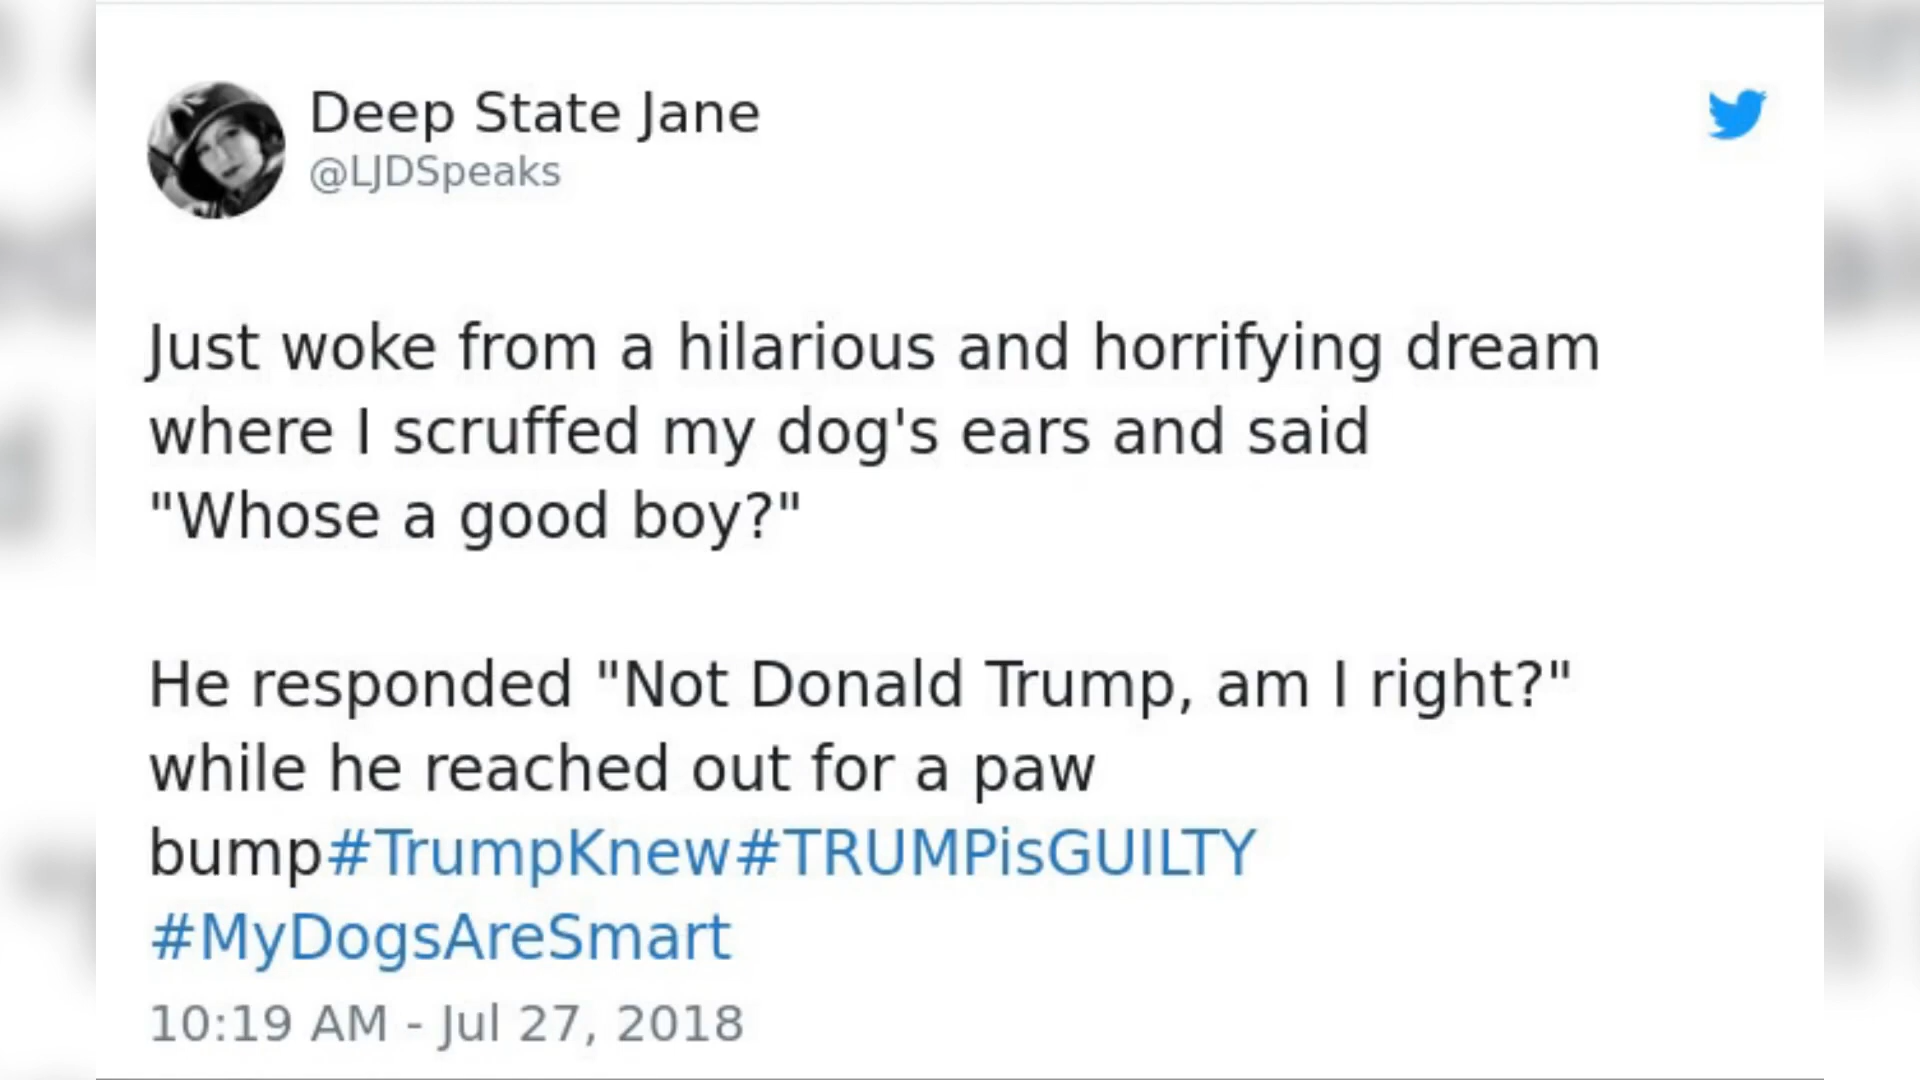 Deep State Jane
@LJDSpeaks
Just woke from a hilarious and horrifying dream
where I scruffed my dog's ears and said
"Whose a good boy?"
He responded "Not Donald Trump, am I right?"
while he reached out for a paw
bump#TrumpKnew#TRUMPisGUILTY
#MyDogsAreSmart
10:19 AM - Jul 27, 2018